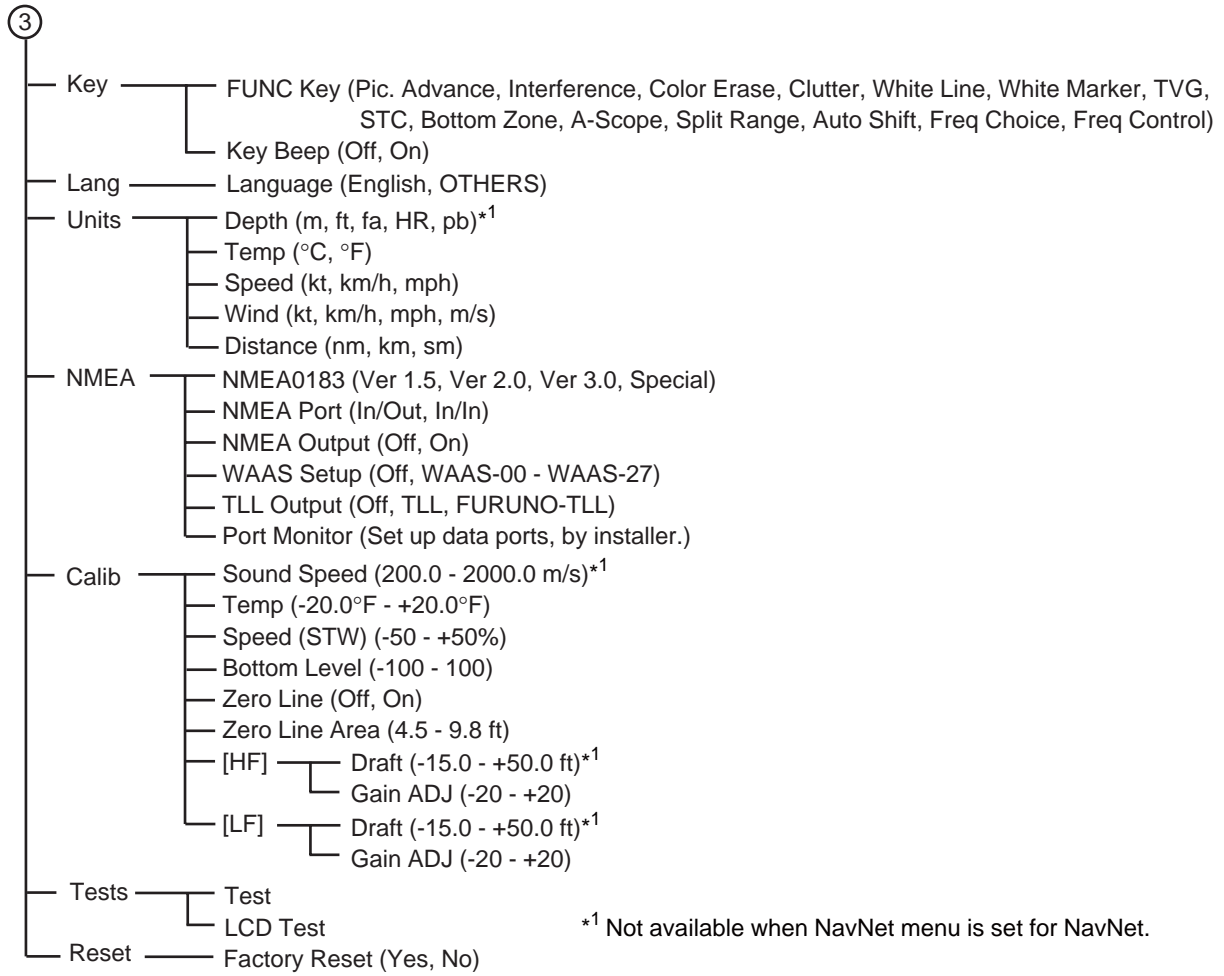 3
Key FUNC Key (Pic. Advance, Interference, Color Erase, Clutter, White Line, White Marker, TVG,
STC, Bottom Zone, A-Scope, Split Range, Auto Shift, Freq Choice, Freq Control)
Key Beep (Off, On)
Lang Language (English, OTHERS)
Units Depth (m, ft, fa, HR, pb)*1
Temp (°C, °F)
Speed (kt, km/h, mph)
Wind (kt, km/h, mph, m/s)
Distance (nm, km, sm)
NMEA NMEA0183 (Ver 1.5, Ver 2.0, Ver 3.0, Special)
NMEA Port (In/Out, In/In)
NMEA Output (Off, On)
WAAS Setup (Off, WAAS-00 - WAAS-27)
TLL Output (Off, TLL, FURUNO-TLL)
Port Monitor (Set up data ports, by installer.)
Calib Sound Speed (200.0 - 2000.0 m/s)*1
Temp (-20.0°F - +20.0°F)
Speed (STW) (-50 - +50%)
Bottom Level (-100 - 100)
Zero Line (Off, On)
Zero Line Area (4.5 - 9.8 ft)
[HF] Draft (-15.0 - +50.0 ft)*1
Gain ADJ (-20 - +20)
[LF] Draft (-15.0 - +50.0 ft)*1
Gain ADJ (-20 - +20)
Tests Test
LCD Test *1 Not available when NavNet menu is set for NavNet.
Reset Factory Reset (Yes, No)